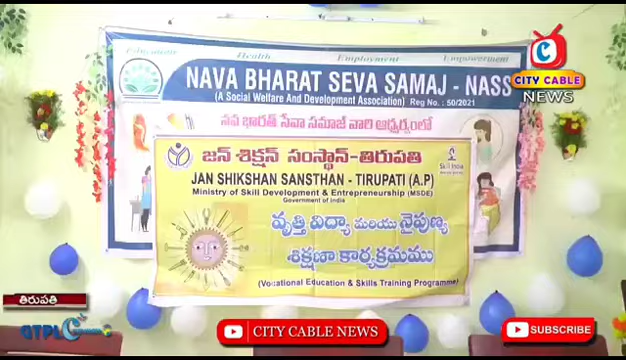 CITY CABLE
NEWS
Education Health Employment Empowerment
NAVA BHARAT SEVA SAMAJ - NASS
(A Social Welfare And Development Association) Reg No. : 50/2021
నవ భారత్ సేవా సమాజ్ వారి ఆధ్వర్యంలో
జన్ శిక్షన్ సంస్థాన్-తిరుపతి
Skill India
JAN SHIKSHAN SANSTHAN - TIRUPATI (A.P)
Ministry of Skill Development & Entrepreneurship (MSDE)
Government of India
వృత్తి విద్యా మరియు నైపుణ్య
శిక్షణా కార్యక్రమము
(Vocational Education & Skills Training Programme)
తిరుపతి
GTPL
CITY CABLE NEWS
SUBSCRIBE